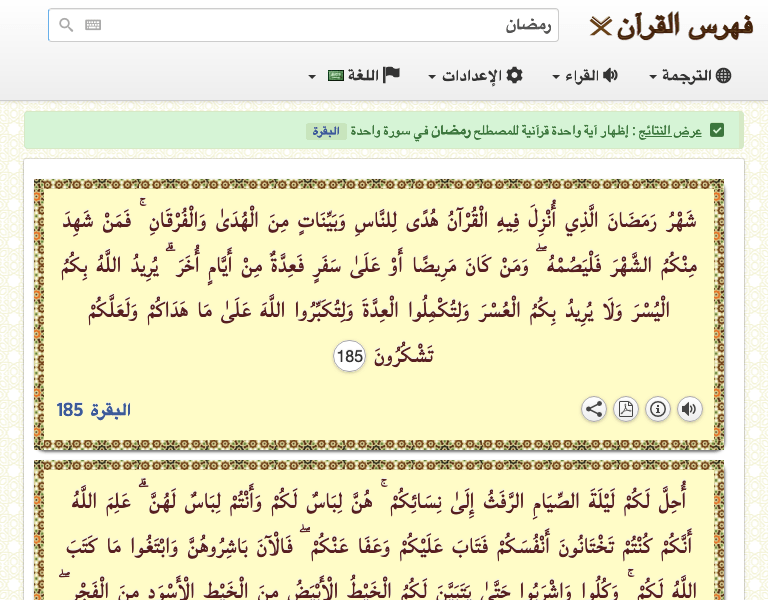 فهرس القرآن
رمضان
الترجمة القراء الإعدادات اللغة
عرض النتائج : إظهار آية واحدة قرآنية للمصطلح رمضان في سورة واحدة البقرة
شَهْرُ رَمَضَانَ الَّذِي أُنْزِلَ فِيهِ الْقُرْآنُ هُدًى لِلنَّاسِ وَبَيِّنَاتٍ مِنَ الْهُدَىٰ وَالْفُرْقَانِ ۚ فَمَنْ شَهِدَ
مِنْكُمُ الشَّهْرَ فَلْيَصُمْهُ ۖ وَمَنْ كَانَ مَرِيضًا أَوْ عَلَىٰ سَفَرٍ فَعِدَّةٌ مِنْ أَيَّامٍ أُخَرَ ۗ يُرِيدُ اللَّهُ بِكُمُ
الْيُسْرَ وَلَا يُرِيدُ بِكُمُ الْعُسْرَ وَلِتُكْمِلُوا الْعِدَّةَ وَلِتُكَبِّرُوا اللَّهَ عَلَىٰ مَا هَدَاكُمْ وَلَعَلَّكُمْ
تَشْكُرُونَ 185
البقرة 185
أُحِلَّ لَكُمْ لَيْلَةَ الصِّيَامِ الرَّفَثُ إِلَىٰ نِسَائِكُمْ ۚ هُنَّ لِبَاسٌ لَكُمْ وَأَنْتُمْ لِبَاسٌ لَهُنَّ ۗ عَلِمَ اللَّهُ
أَنَّكُمْ كُنْتُمْ تَخْتَانُونَ أَنْفُسَكُمْ فَتَابَ عَلَيْكُمْ وَعَفَا عَنْكُمْ ۖ فَالْآنَ بَاشِرُوهُنَّ وَابْتَغُوا مَا كَتَبَ
اللَّهُ لَكُمْ ۚ وَكُلُوا وَاشْرَبُوا حَتَّىٰ يَتَبَيَّنَ لَكُمُ الْخَيْطُ الْأَبْيَضُ مِنَ الْخَيْطِ الْأَسْوَدِ مِنَ الْفَجْرِ ۖ